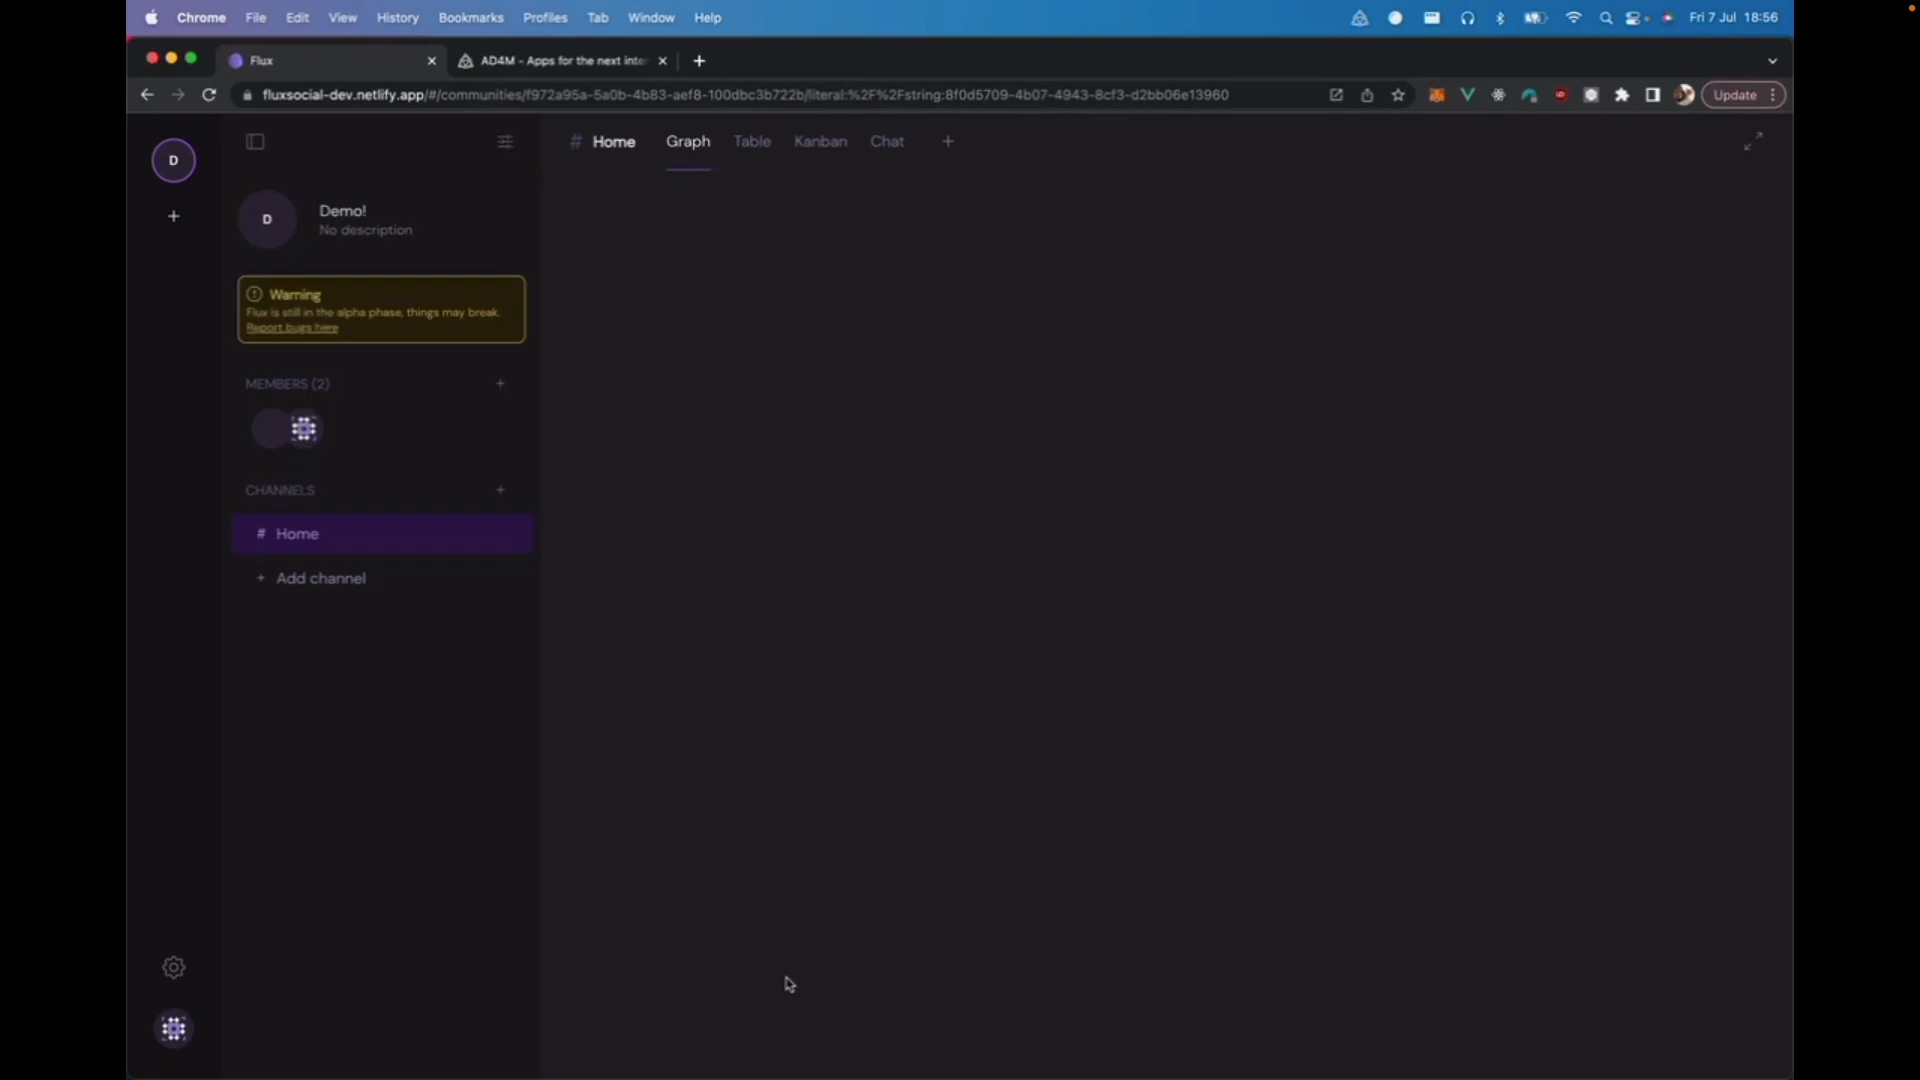 Chrome File Edit View History Bookmarks Profiles Tab Window Help Fri 7 Jul 18:56
Flux AD4M - Apps for the next inter
fluxsocial-dev.netlify.app/#/communities/f972a95a-5a0b-4b83-aef8-100dbc3b722b/literal:%2F%2Fstring:8f0d5709-4b07-4943-8cf3-d2bb06e13960 Update
D
# Home Graph Table Kanban Chat +
+
D
Demo!
No description
Warning
Flux is still in the alpha phase, things may break.
Report bugs here
MEMBERS (2) +
CHANNELS +
# Home
+ Add channel